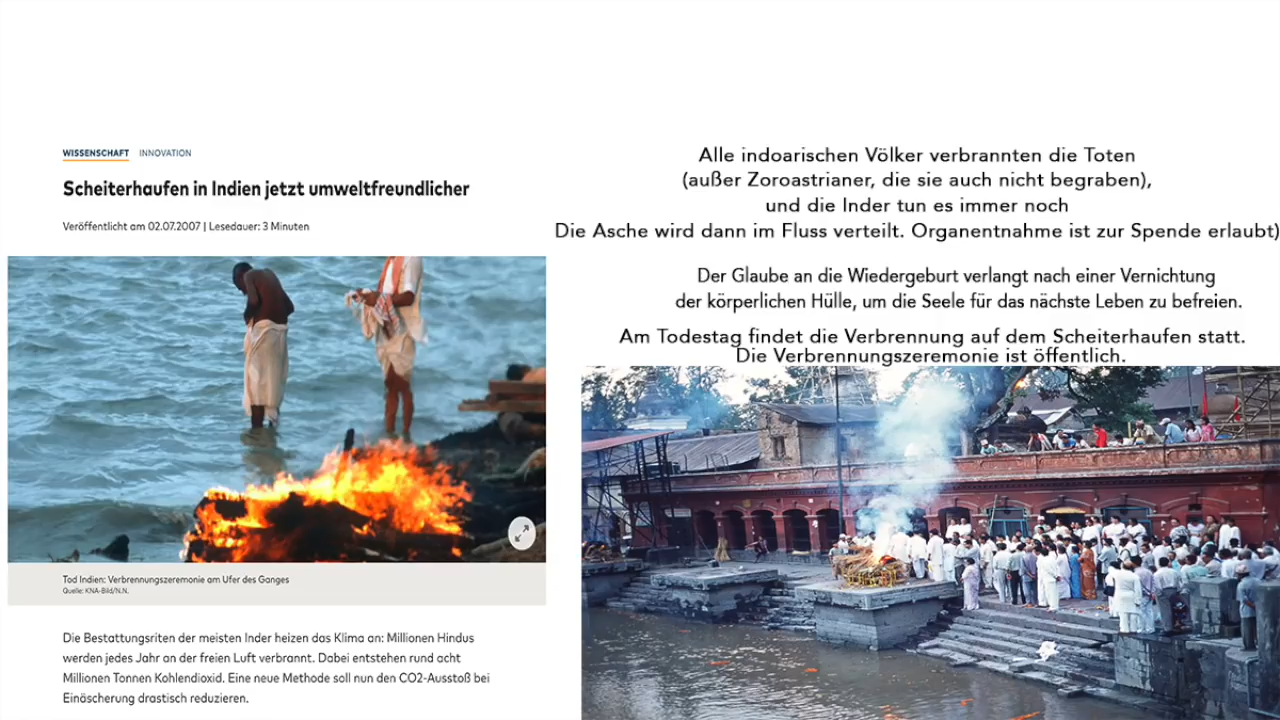 WISSENSCHAFT INNOVATION
Scheiterhaufen in Indien jetzt umweltfreundlicher
Veröffentlicht am 02.07.2007 | Lesedauer: 3 Minuten
Tod Indien: Verbrennungszeremonie am Ufer des Ganges
Quelle: KNA-Bild/N.N.
Die Bestattungsriten der meisten Inder heizen das Klima an: Millionen Hindus
werden jedes Jahr an der freien Luft verbrannt. Dabei entstehen rund acht
Millionen Tonnen Kohlendioxid. Eine neue Methode soll nun den CO2-Ausstoß bei
Einäscherung drastisch reduzieren.
Alle indoarischen Völker verbrannten die Toten
(außer Zoroastrianer, die sie auch nicht begraben),
und die Inder tun es immer noch
Die Asche wird dann im Fluss verteilt. Organentnahme ist zur Spende erlaubt)
Der Glaube an die Wiedergeburt verlangt nach einer Vernichtung
der körperlichen Hülle, um die Seele für das nächste Leben zu befreien.
Am Todestag findet die Verbrennung auf dem Scheiterhaufen statt.
Die Verbrennungszeremonie ist öffentlich.